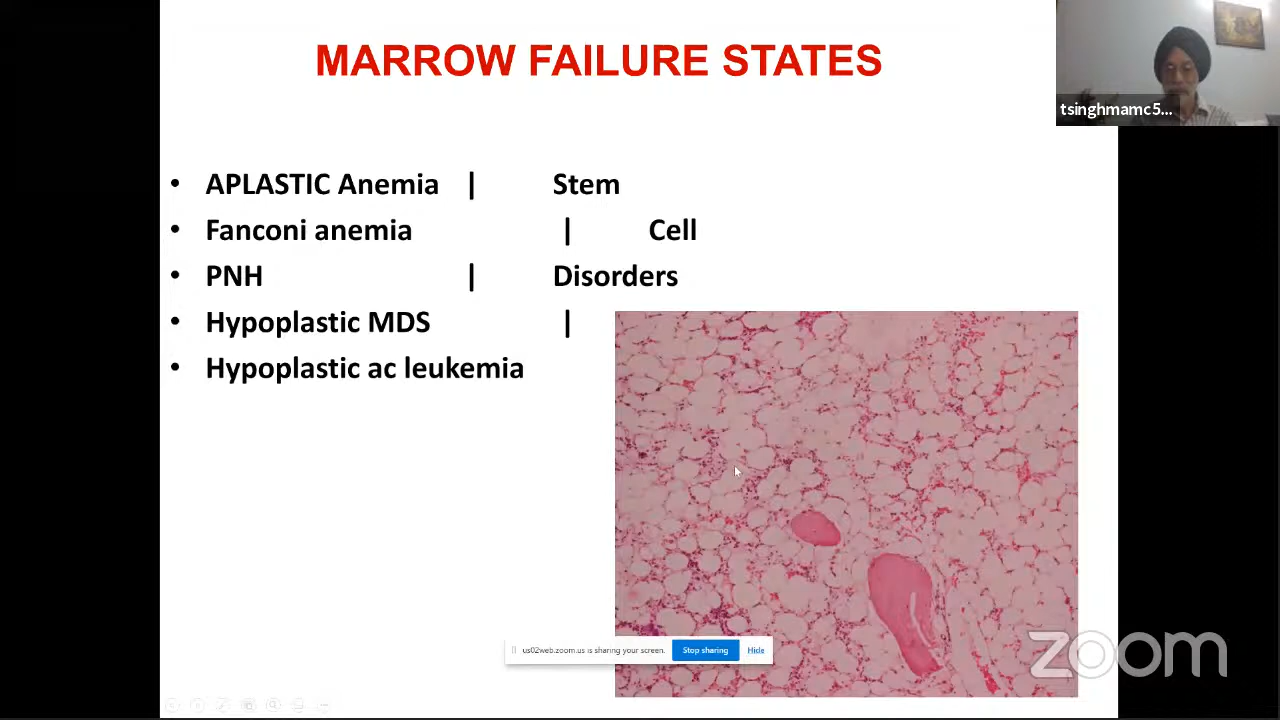 MARROW FAILURE STATES
tsinghmamc5...
• APLASTIC Anemia | Stem
• Fanconi anemia | Cell
• PNH | Disorders
• Hypoplastic MDS |
• Hypoplastic ac leukemia
us02web.zoom.us is sharing your screen. Stop sharing Hide
zoom